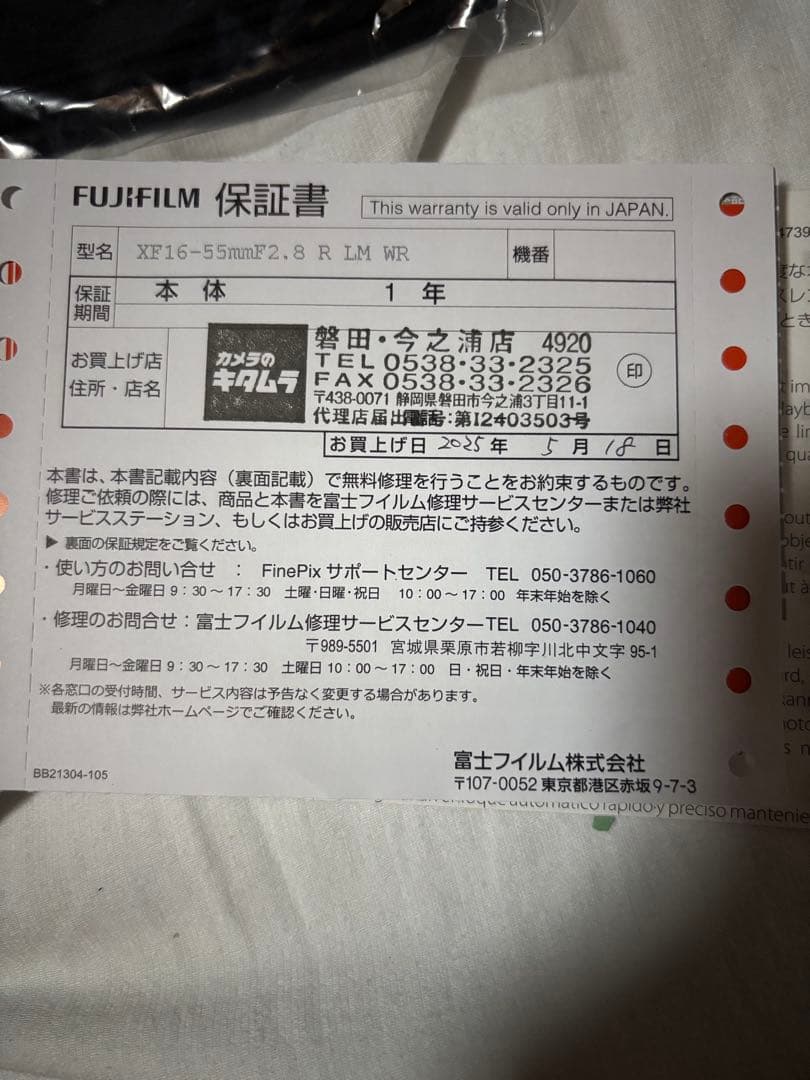 FUJIFILM 保証書 This warranty is valid only in JAPAN.
型名 XF16-55mmF2.8 R LM WR 機番
保証期間 本体 1年
お買上げ店 住所・店名
カメラのキタムラ
磐田・今之浦店 4920
TEL 0538・33・2325
FAX 0538・33・2326
〒438-0071 静岡県磐田市今之浦3丁目11-1
代理店届出 :第I2403503号
印
お買上げ日 2025年 5月 18日
本書は、本書記載内容(裏面記載)で無料修理を行うことをお約束するものです。
修理ご依頼の際には、商品と本書を富士フイルム修理サービスセンターまたは弊社
サービスステーション、もしくはお買上げの販売店にご持参ください。
▶ 裏面の保証規定をご覧ください。
・使い方のお問い合せ : FinePix サポートセンター TEL 050-3786-1060
月曜日〜金曜日 9:30〜17:30 土曜・日曜・祝日 10:00〜17:00 年末年始を除く
・修理のお問合せ:富士フイルム修理サービスセンター TEL 050-3786-1040
〒989-5501 宮城県栗原市若柳字川北中文字 95-1
月曜日〜金曜日 9:30〜17:30 土曜日 10:00〜17:00 日・祝日・年末年始を除く
※各窓口の受付時間、サービス内容は予告なく変更する場合があります。
最新の情報は弊社ホームページでご確認ください。
富士フイルム株式会社
BB21304-105
〒107-0052 東京都港区赤坂9-7-3
automático rápido y preciso